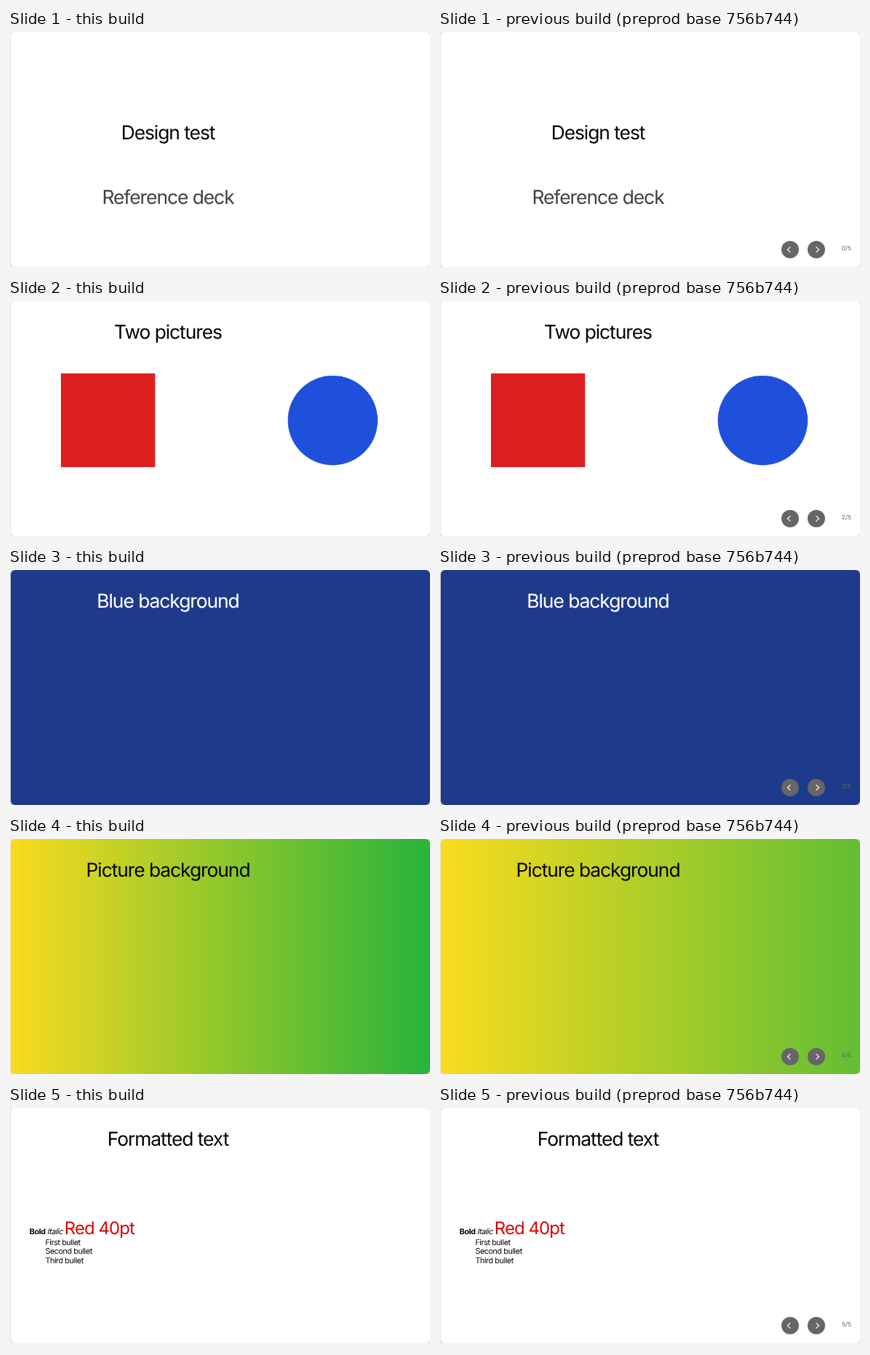 Slide 1 - this build
Slide 1 - previous build (preprod base 756b744)
Design test
Reference deck
Design test
Reference deck
0/5
Slide 2 - this build
Slide 2 - previous build (preprod base 756b744)
Two pictures
Two pictures
2/5
Slide 3 - this build
Slide 3 - previous build (preprod base 756b744)
Blue background
Blue background
Slide 4 - this build
Slide 4 - previous build (preprod base 756b744)
Picture background
Picture background
4/5
Slide 5 - this build
Slide 5 - previous build (preprod base 756b744)
Formatted text
Bold Italic Red 40pt
First bullet
Second bullet
Third bullet
Formatted text
Bold Italic Red 40pt
First bullet
Second bullet
Third bullet
5/5